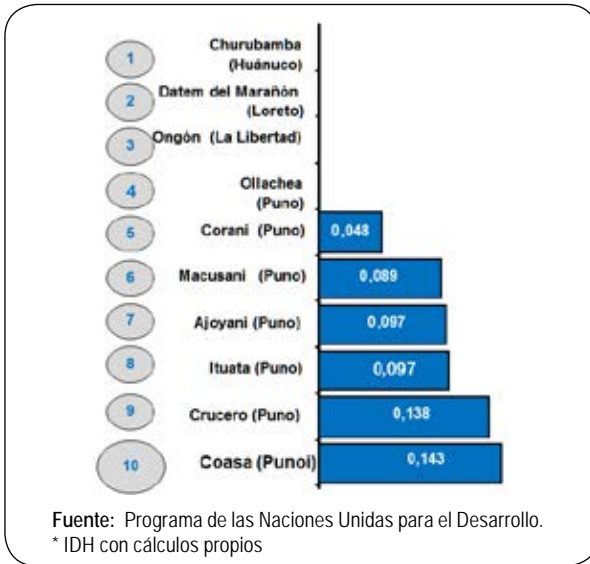 1 Churubamba
(Huánuco)
2 Datem del Marañón
(Loreto)
3 Ongón (La Libertad)
4 Ollachea
(Puno)
5 Corani (Puno) 0,048
6 Macusani (Puno) 0,089
7 Ajoyani (Puno) 0,097
8 Ituata (Puno) 0,097
9 Crucero (Puno) 0,138
10 Coasa (Punoi) 0,143
Fuente: Programa de las Naciones Unidas para el Desarrollo.
* IDH con cálculos propios